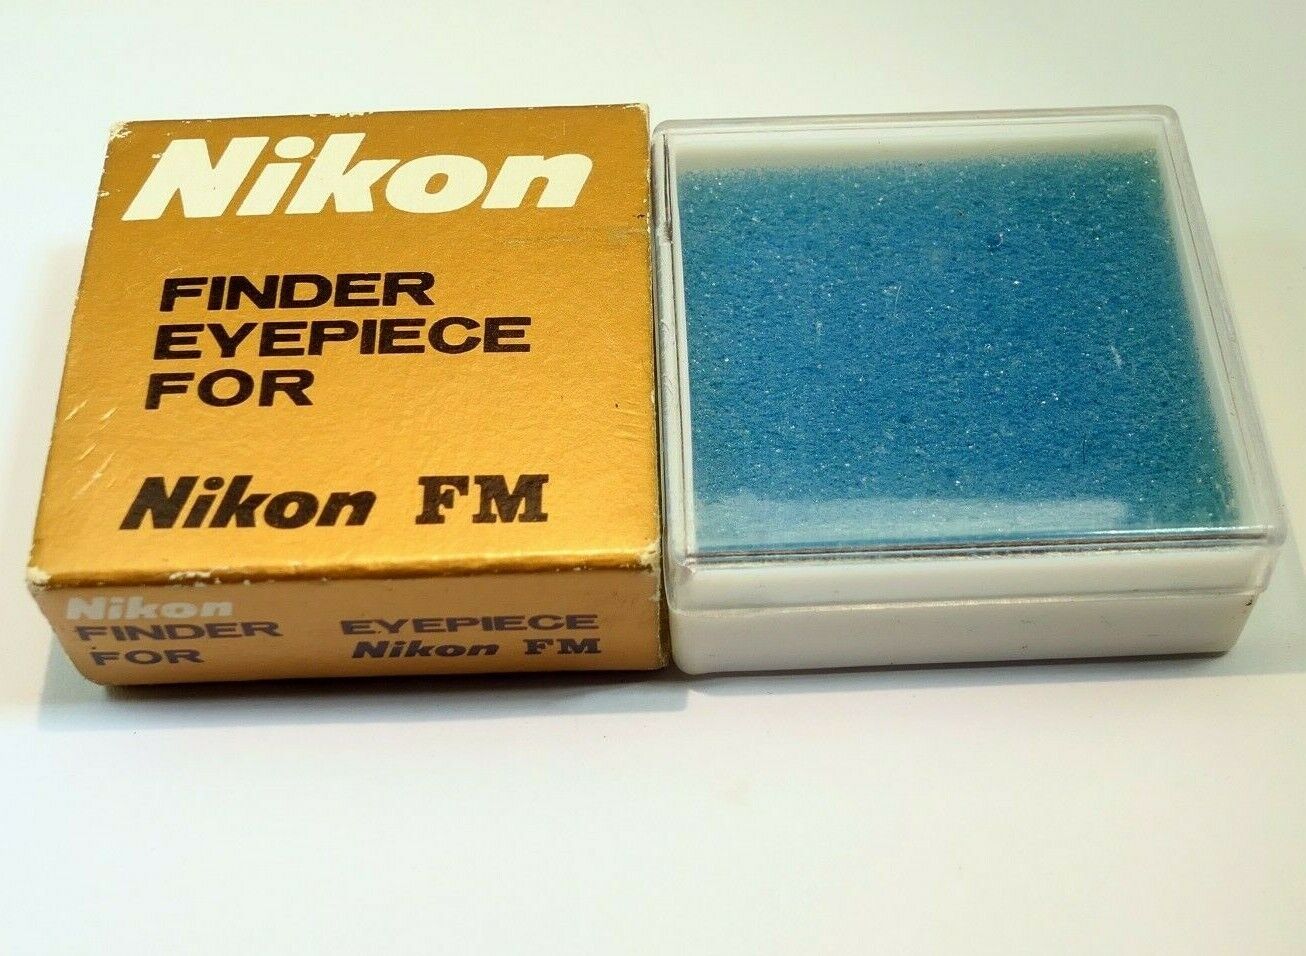 Nikon
FINDER
EYEPIECE
FOR
Nikon FM
Nikon
FINDER EYEPIECE
FOR Nikon FM